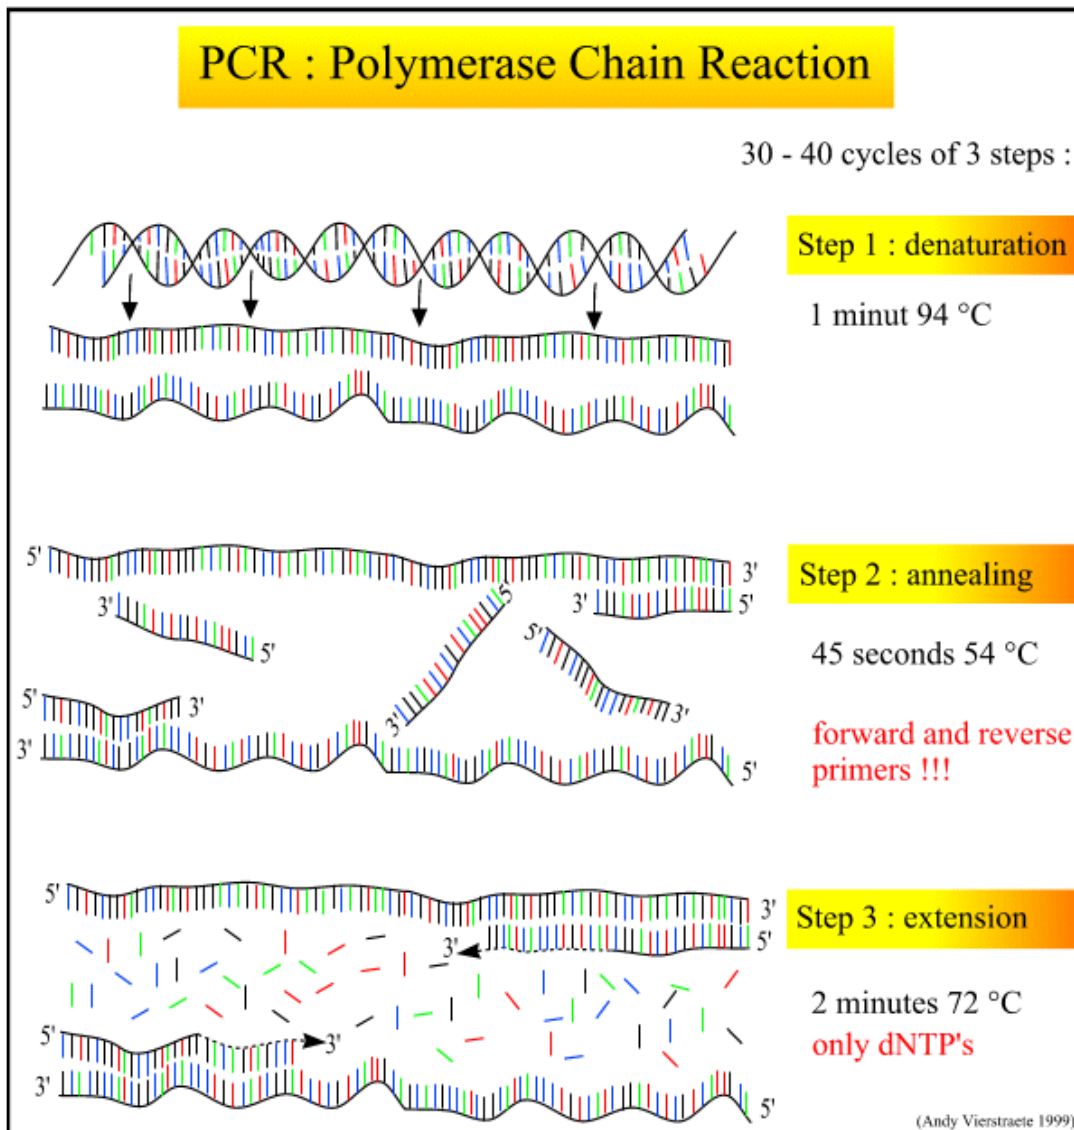 PCR : Polymerase Chain Reaction
30 - 40 cycles of 3 steps :
Step 1 : denaturation
1 minut 94 °C
Step 2 : annealing
5'
3'
3'
5'
3'
5'
5'
3'
5'
3'
5'
3'
3'
5'
45 seconds 54 °C
forward and reverse
primers !!!
Step 3 : extension
5'
3'
3'
5'
5'
3'
3'
5'
2 minutes 72 °C
only dNTP's
(Andy Vierstraete 1999)